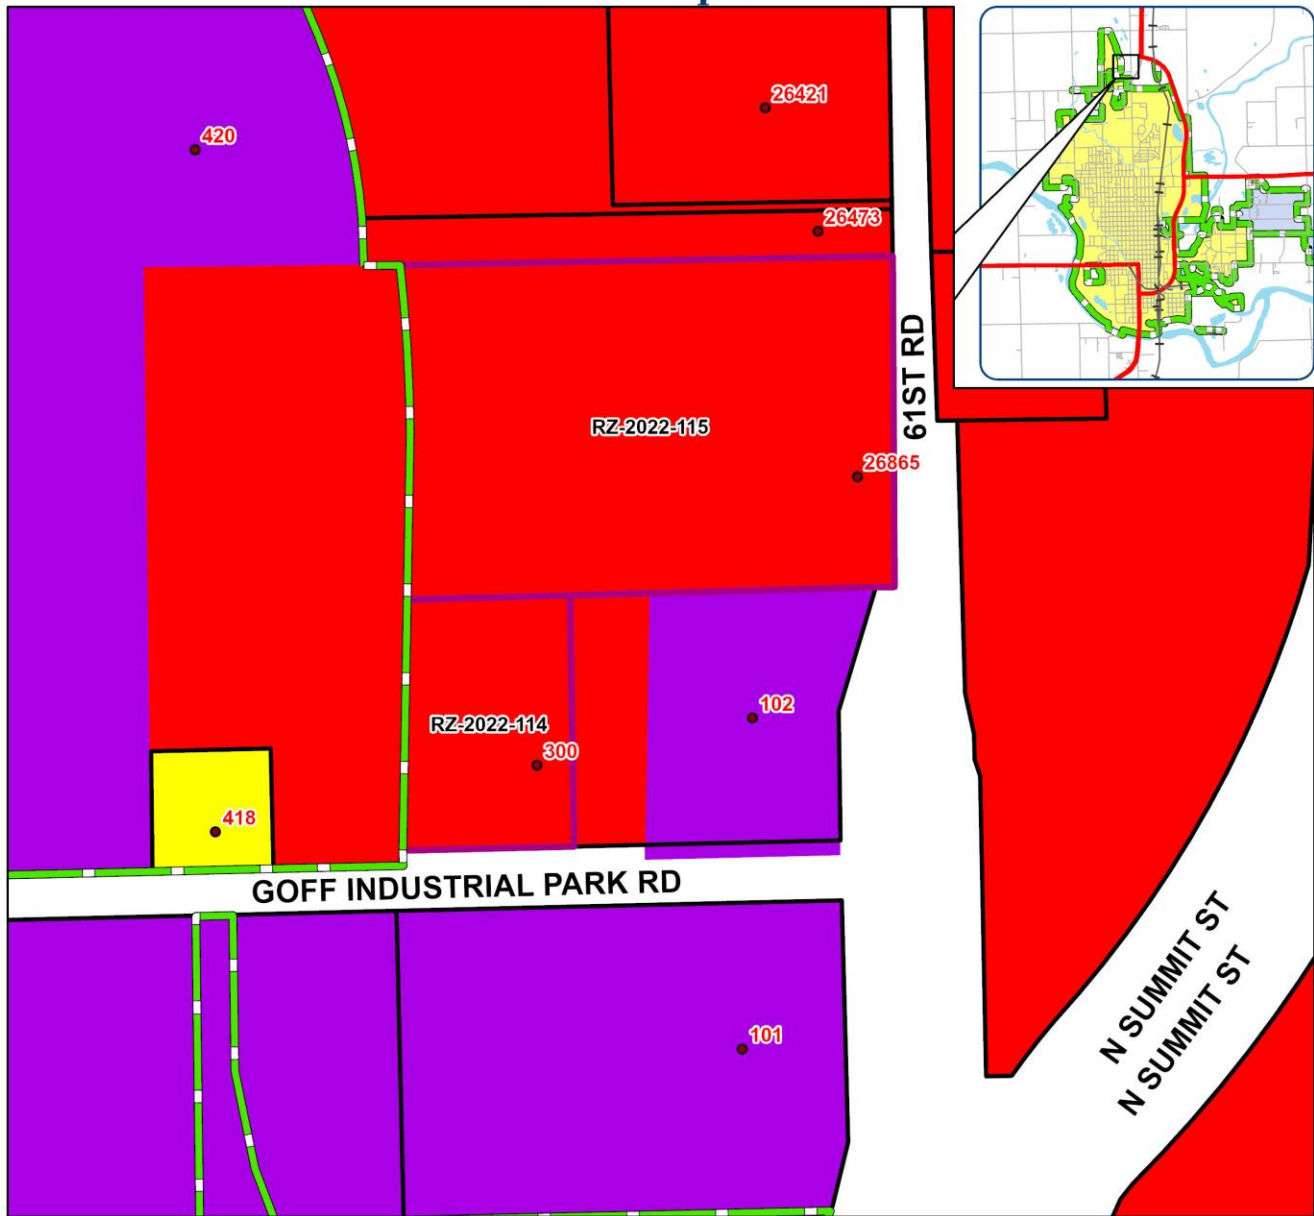 26421
420
26473
61ST RD
RZ-2022-115
26865
102
RZ-2022-114
300
418
GOFF INDUSTRIAL PARK RD
N SUMMIT ST
N SUMMIT ST
101